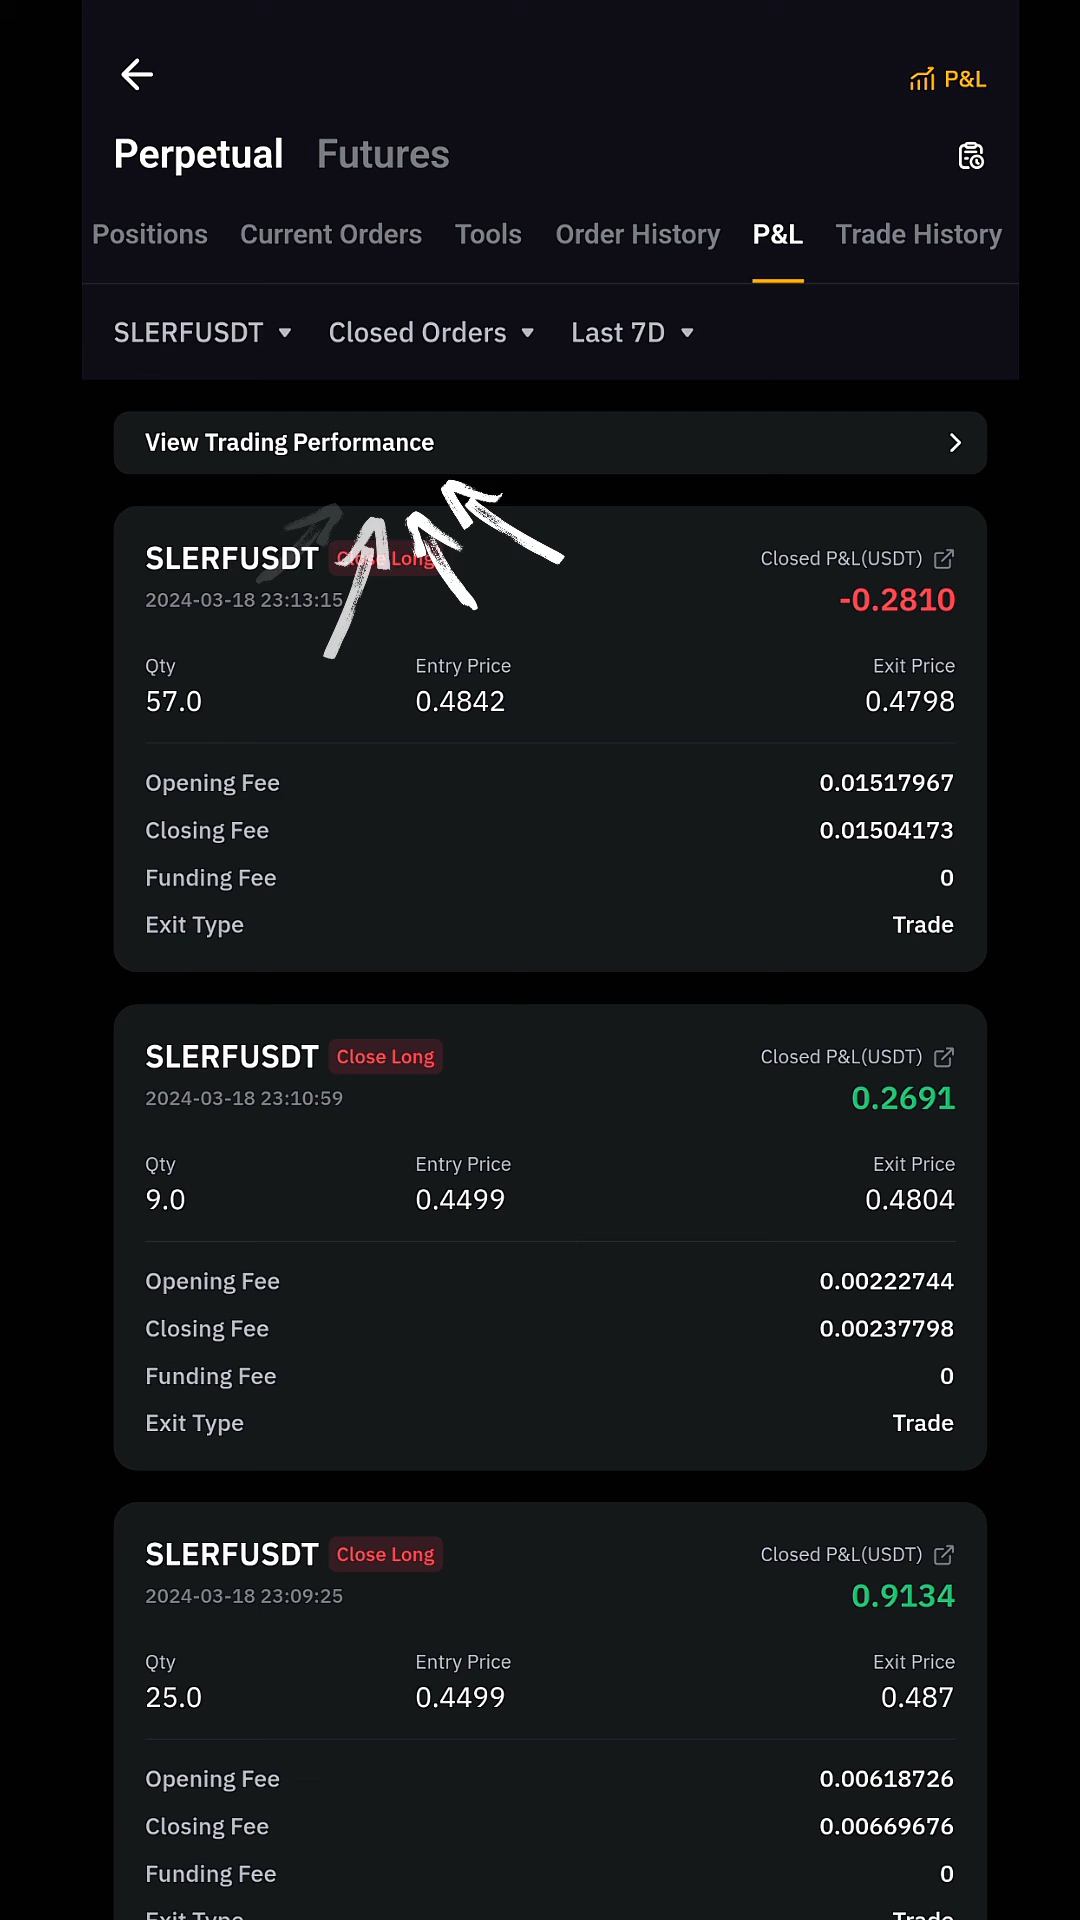 P&L
Perpetual Futures
Positions Current Orders Tools Order History P&L Trade History
SLERFUSDT Closed Orders Last 7D
View Trading Performance
SLERFUSDT Close Long Closed P&L(USDT)
2024-03-18 23:13:15 -0.2810
Qty Entry Price Exit Price
57.0 0.4842 0.4798
Opening Fee 0.01517967
Closing Fee 0.01504173
Funding Fee 0
Exit Type Trade
SLERFUSDT Close Long Closed P&L(USDT)
2024-03-18 23:10:59 0.2691
Qty Entry Price Exit Price
9.0 0.4499 0.4804
Opening Fee 0.00222744
Closing Fee 0.00237798
Funding Fee 0
Exit Type Trade
SLERFUSDT Close Long Closed P&L(USDT)
2024-03-18 23:09:25 0.9134
Qty Entry Price Exit Price
25.0 0.4499 0.487
Opening Fee 0.00618726
Closing Fee 0.00669676
Funding Fee 0
Exit Type Trade